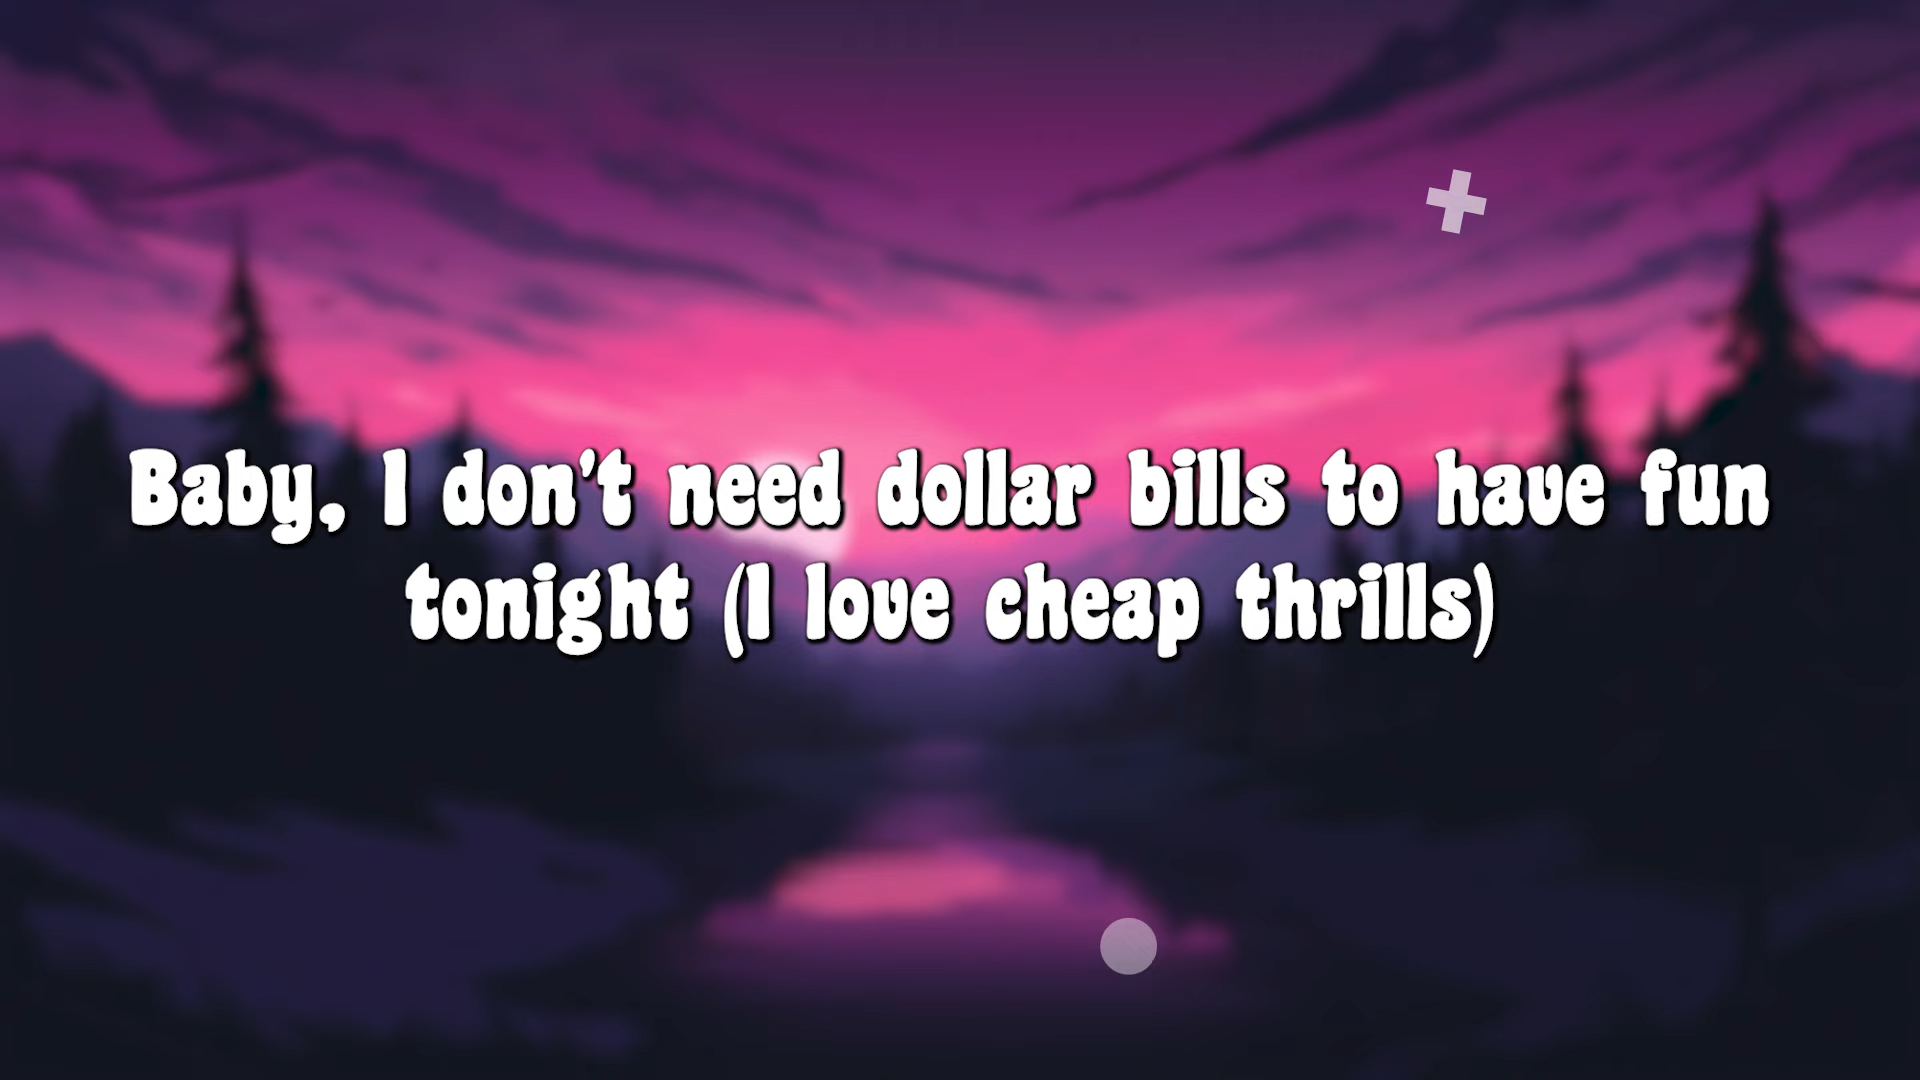 Baby, I don't need dollar bills to have fun
tonight (I love cheap thrills)